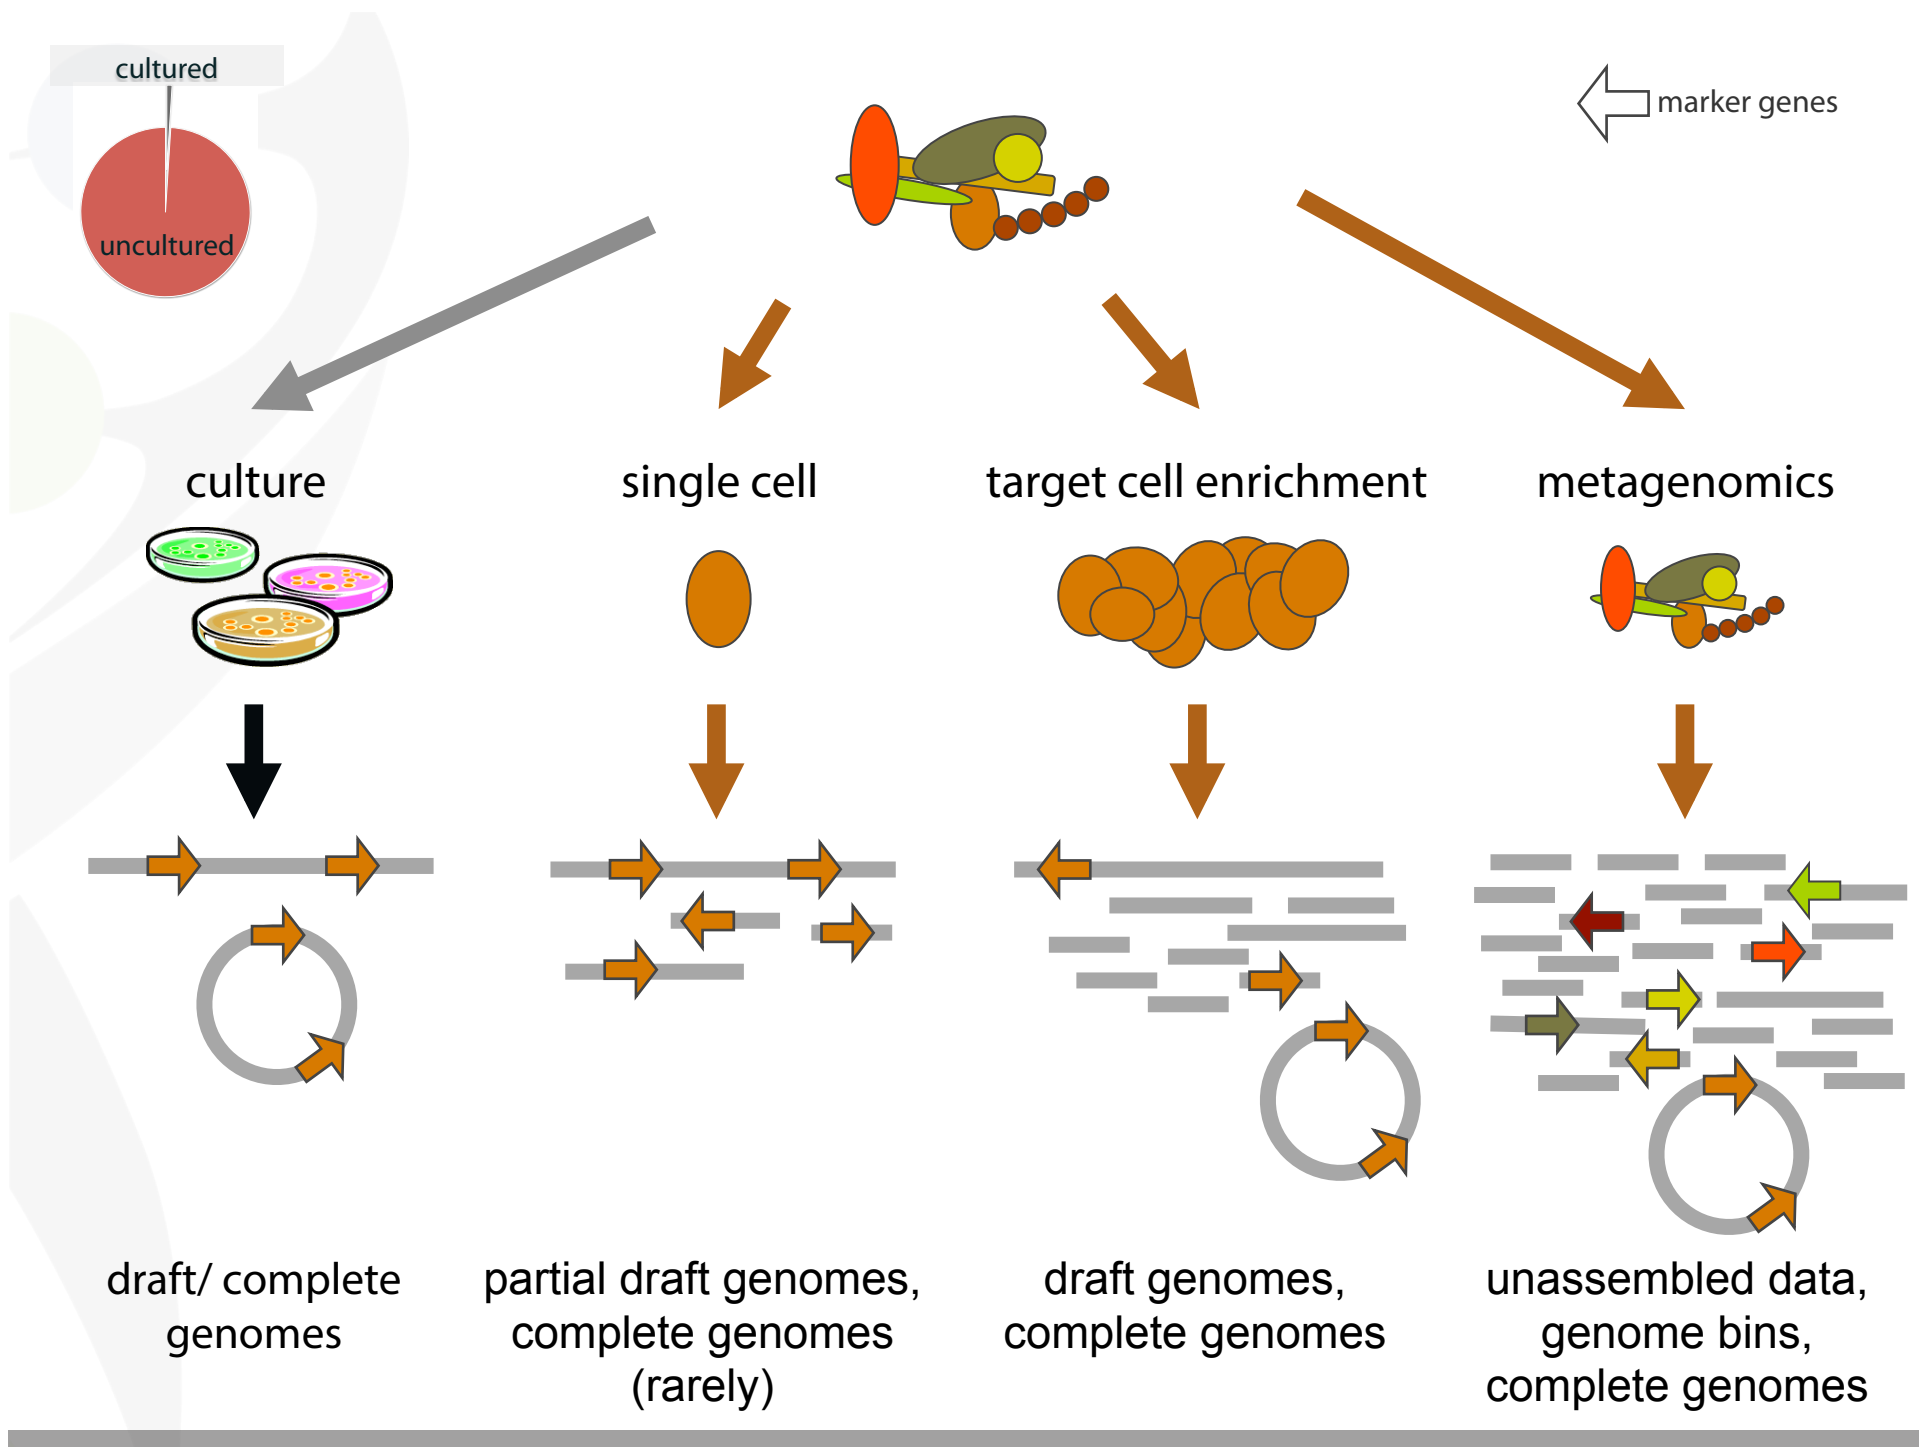 cultured
uncultured
marker genes
culture
single cell
target cell enrichment
metagenomics
draft/ complete
genomes
partial draft genomes,
complete genomes
(rarely)
draft genomes,
complete genomes
unassembled data,
genome bins,
complete genomes